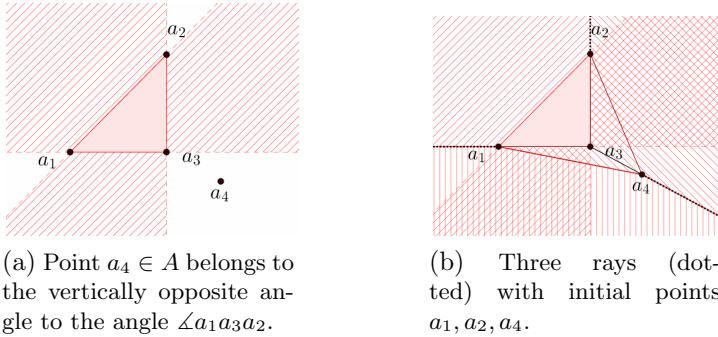 a₂
a₁
a₃
a₄
(a) Point a₄ ∈ A belongs to
the vertically opposite an-
gle to the angle ∡a₁a₃a₂.
a₂
a₁
a₃
a₄
(b) Three rays (dot-
ted) with initial points
a₁, a₂, a₄.